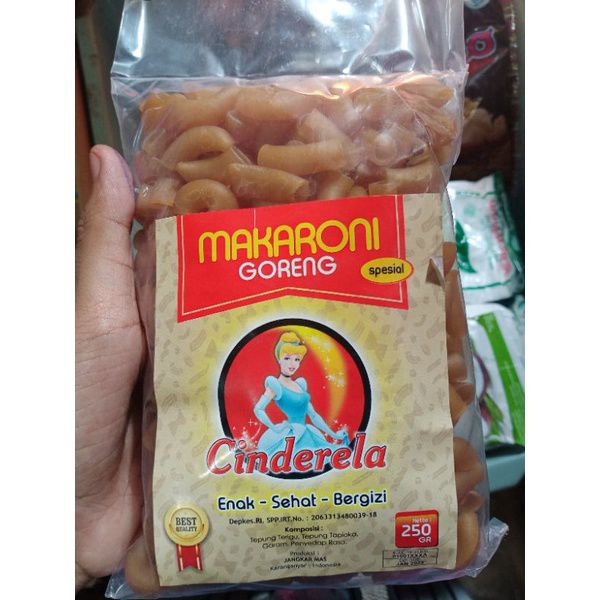 MAKARONI
GORENG
spesial
Cinderela
Enak - Sehat - Bergizi
Depkes.RI. SPP.IRT.No. : 2063313480039-18
Komposisi :
Tepung Terigu, Tepung Tapioka,
Garam, Penyedap Rasa.
Produksi :
JANGKAR MAS
Karanganyar - Indonesia
BEST
QUALITY
Netto :
250
GR